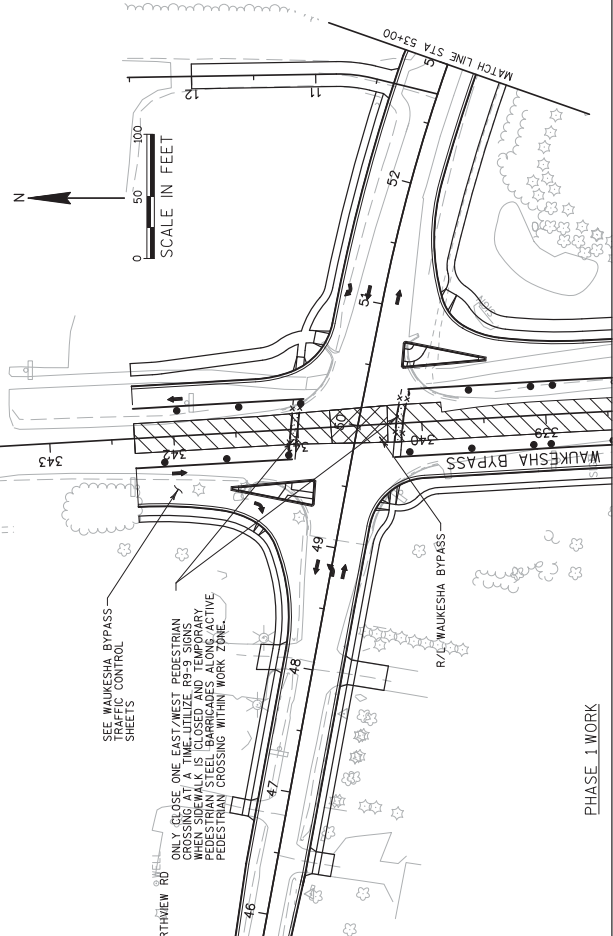 MATCH LINE STA 53+00
N
0
50
100
SCALE IN FEET
12
11
52
51
50
49
48
47
46
343
342
340
339
WAUKESHA BYPASS
R/L WAUKESHA BYPASS
SEE WAUKESHA BYPASS
TRAFFIC CONTROL
SHEETS
ONLY CLOSE ONE EAST/WEST PEDESTRIAN
CROSSING AT A TIME. UTILIZE R9-9 SIGNS
WHEN SIDEWALK IS CLOSED AND TEMPORARY
PEDESTRIAN STEEL BARRICADES ALONG ACTIVE
PEDESTRIAN CROSSING WITHIN WORK ZONE.
WELL
RTHVIEW RD
PHASE 1 WORK